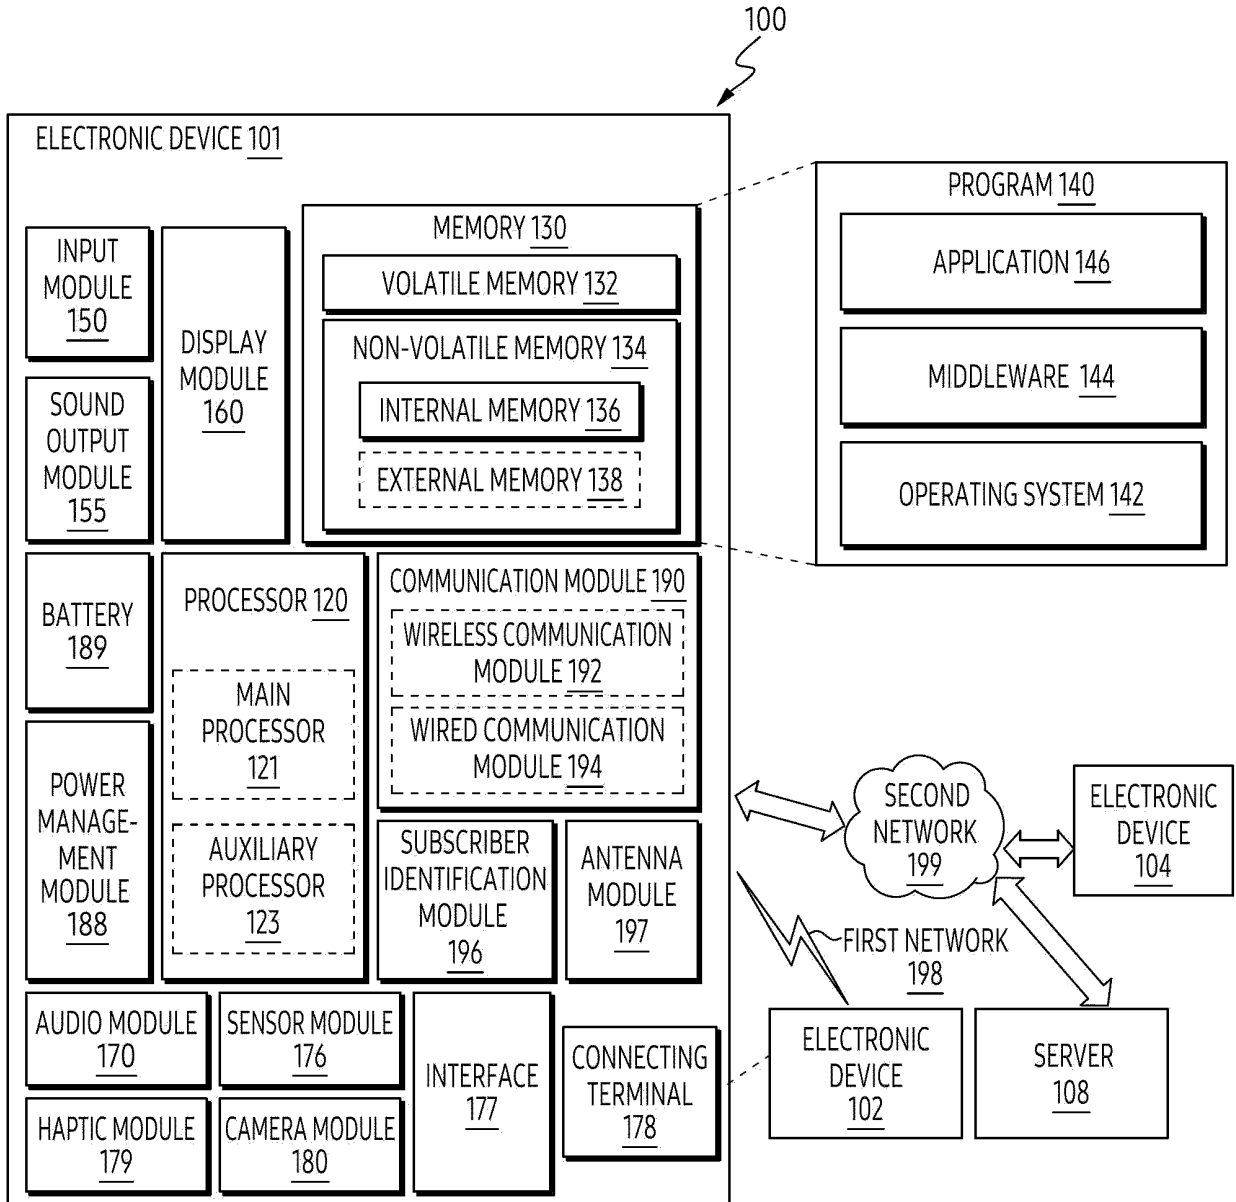 100
ELECTRONIC DEVICE 101
INPUT
MODULE
150
SOUND
OUTPUT
MODULE
155
DISPLAY
MODULE
160
MEMORY 130
VOLATILE MEMORY 132
NON-VOLATILE MEMORY 134
INTERNAL MEMORY 136
EXTERNAL MEMORY 138
PROGRAM 140
APPLICATION 146
MIDDLEWARE 144
OPERATING SYSTEM 142
BATTERY
189
POWER
MANAGE-
MENT
MODULE
188
PROCESSOR 120
MAIN
PROCESSOR
121
AUXILIARY
PROCESSOR
123
COMMUNICATION MODULE 190
WIRELESS COMMUNICATION
MODULE 192
WIRED COMMUNICATION
MODULE 194
SUBSCRIBER
IDENTIFICATION
MODULE
196
ANTENNA
MODULE
197
AUDIO MODULE
170
SENSOR MODULE
176
HAPTIC MODULE
179
CAMERA MODULE
180
INTERFACE
177
CONNECTING
TERMINAL
178
SECOND
NETWORK
199
ELECTRONIC
DEVICE
104
FIRST NETWORK
198
ELECTRONIC
DEVICE
102
SERVER
108